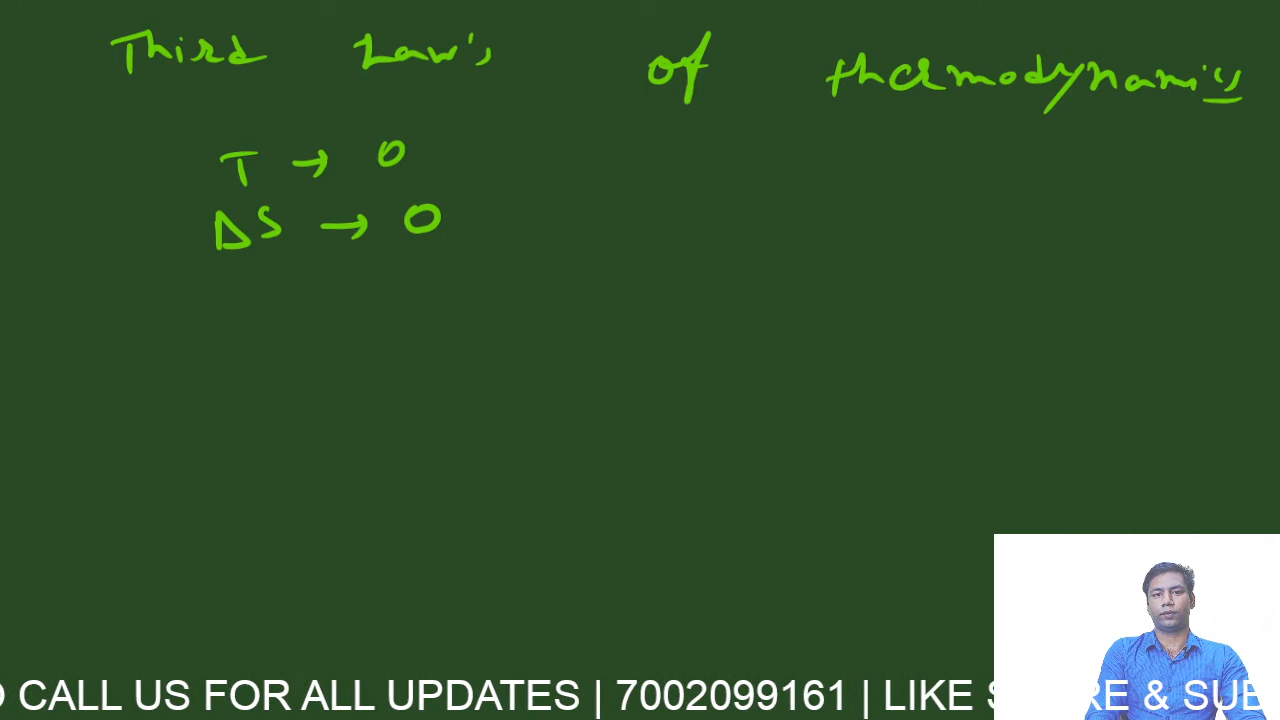 Third Law's of thermodynamics
T → 0
ΔS → 0
O CALL US FOR ALL UPDATES | 7002099161 | LIKE S RE & SUB